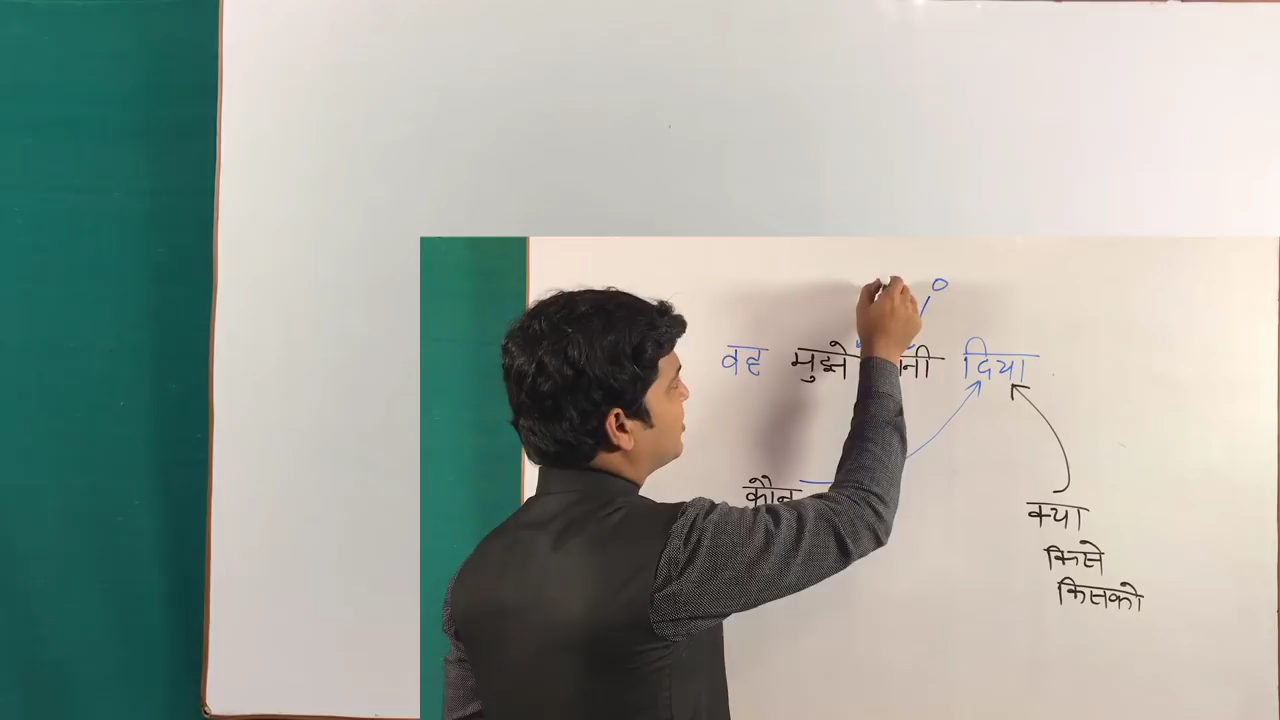 o
वह मुझे दिया
कौन
क्या
किसे
किसको